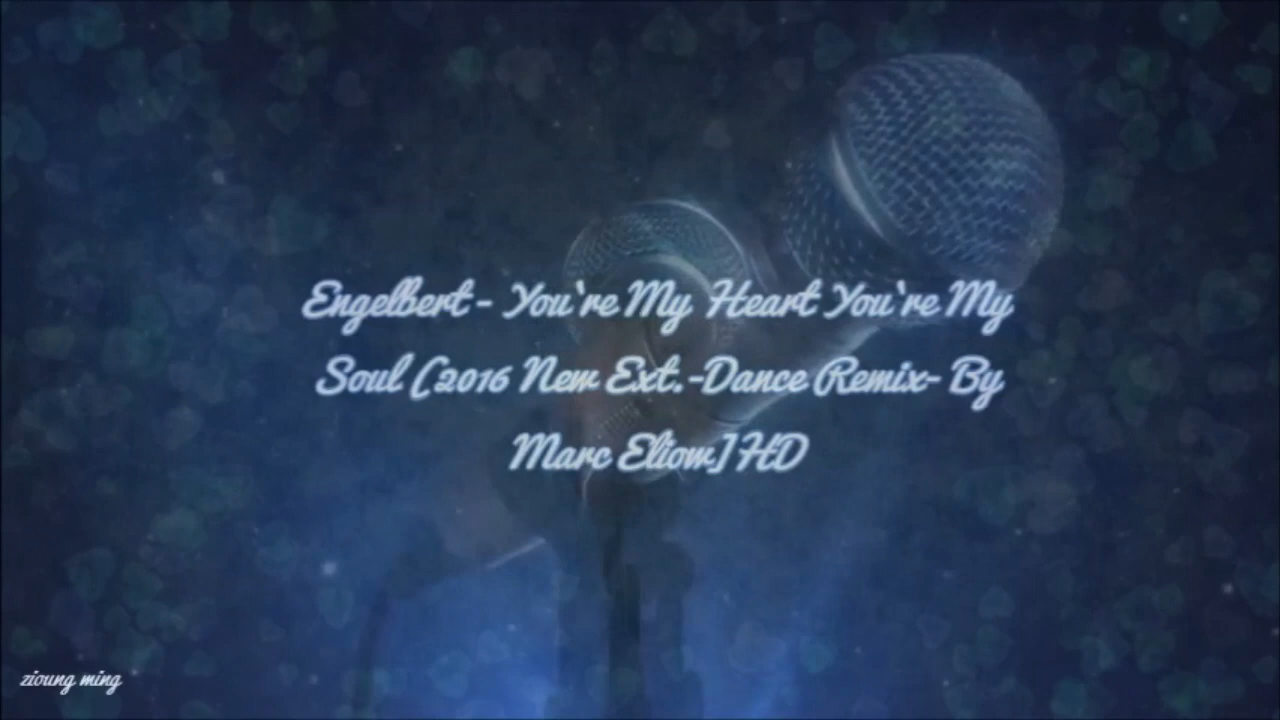 Engelbert - You`re My Heart You`re My
Soul [2016 New Ext.-Dance Remix- By
Marc Eliow] HD
zioung ming